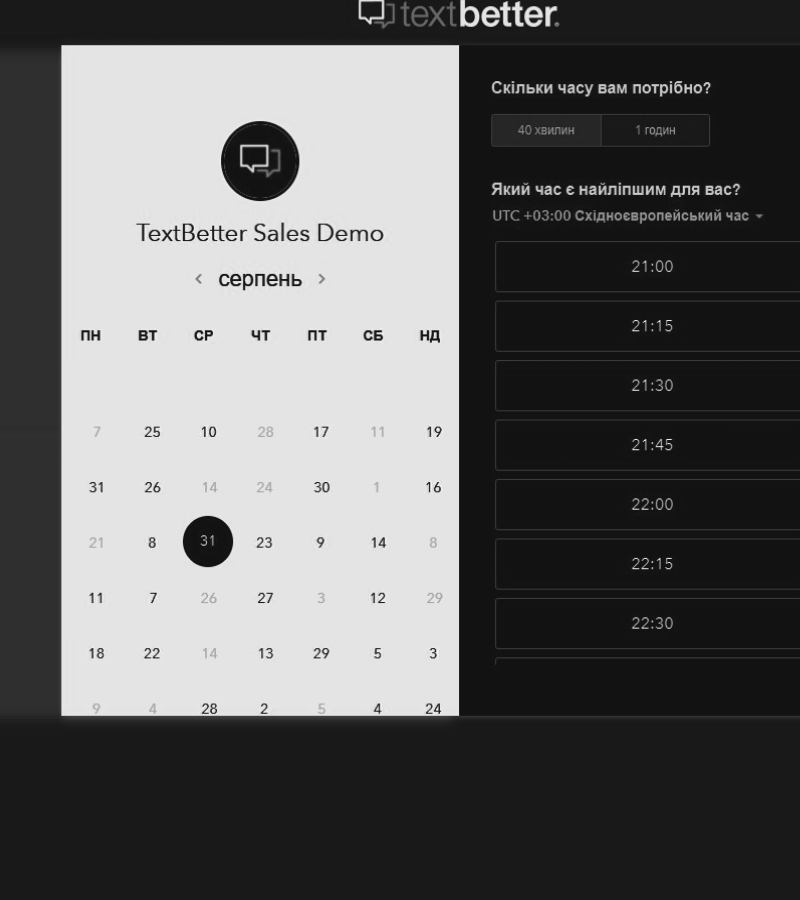 textbetter.
TextBetter Sales Demo
серпень
ПН ВТ СР ЧТ ПТ СБ НД
7 25 10 28 17 11 19
31 26 14 24 30 1 16
21 8 31 23 9 14 8
11 7 26 27 3 12 29
18 22 14 13 29 5 3
9 4 28 2 5 4 24
Скільки часу вам потрібно?
40 хвилин 1 годин
Який час є найліпшим для вас?
UTC +03:00 Східноєвропейський час
21:00
21:15
21:30
21:45
22:00
22:15
22:30